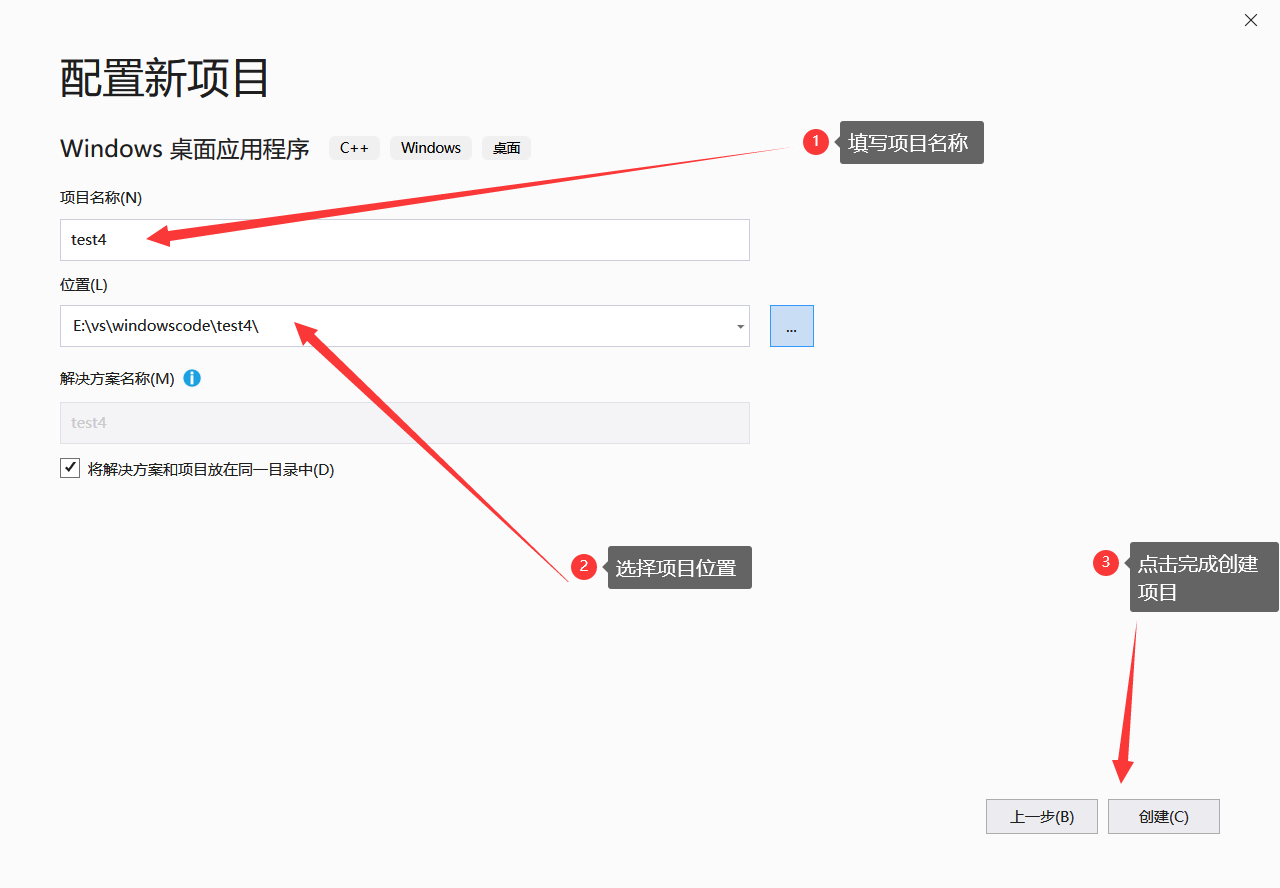 配置新项目
Windows 桌面应用程序 C++ Windows 桌面
1 填写项目名称
项目名称(N)
test4
位置(L)
E:\vs\windowscode\test4\ ...
解决方案名称(M) i
test4
将解决方案和项目放在同一目录中(D)
2 选择项目位置
3 点击完成创建
项目
上一步(B) 创建(C)